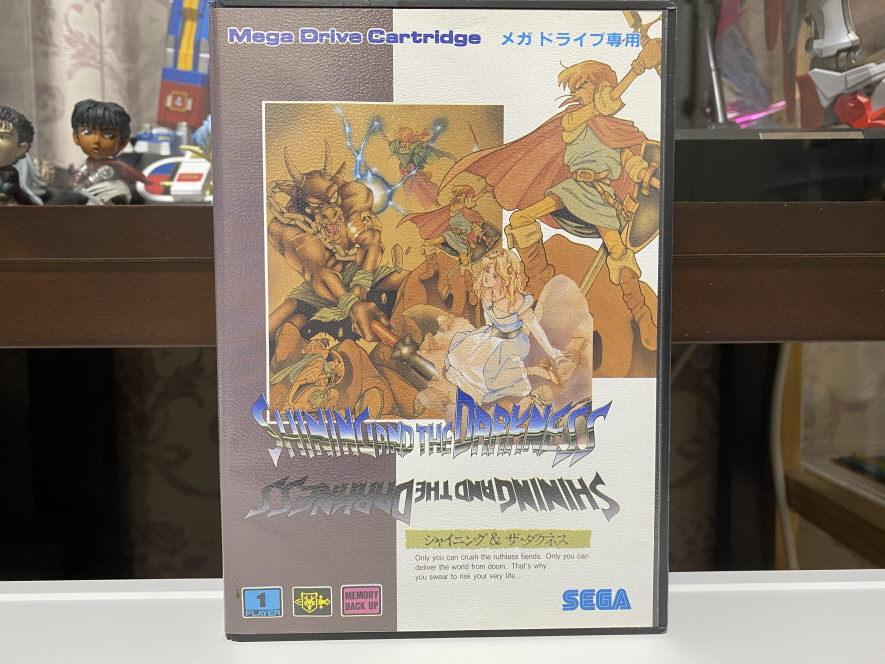 Mega Drive Cartridge メガドライブ専用
SHINING AND THE DARKNESS
SHINING AND THE DARKNESS
シャイニング&ザ・ダクネス
Only you can crush the ruthless fiends. Only you can
deliver the world from doom. That's why
you swear to risk your very life...
1
PLAYER
MEMORY
BACK UP
SEGA
4